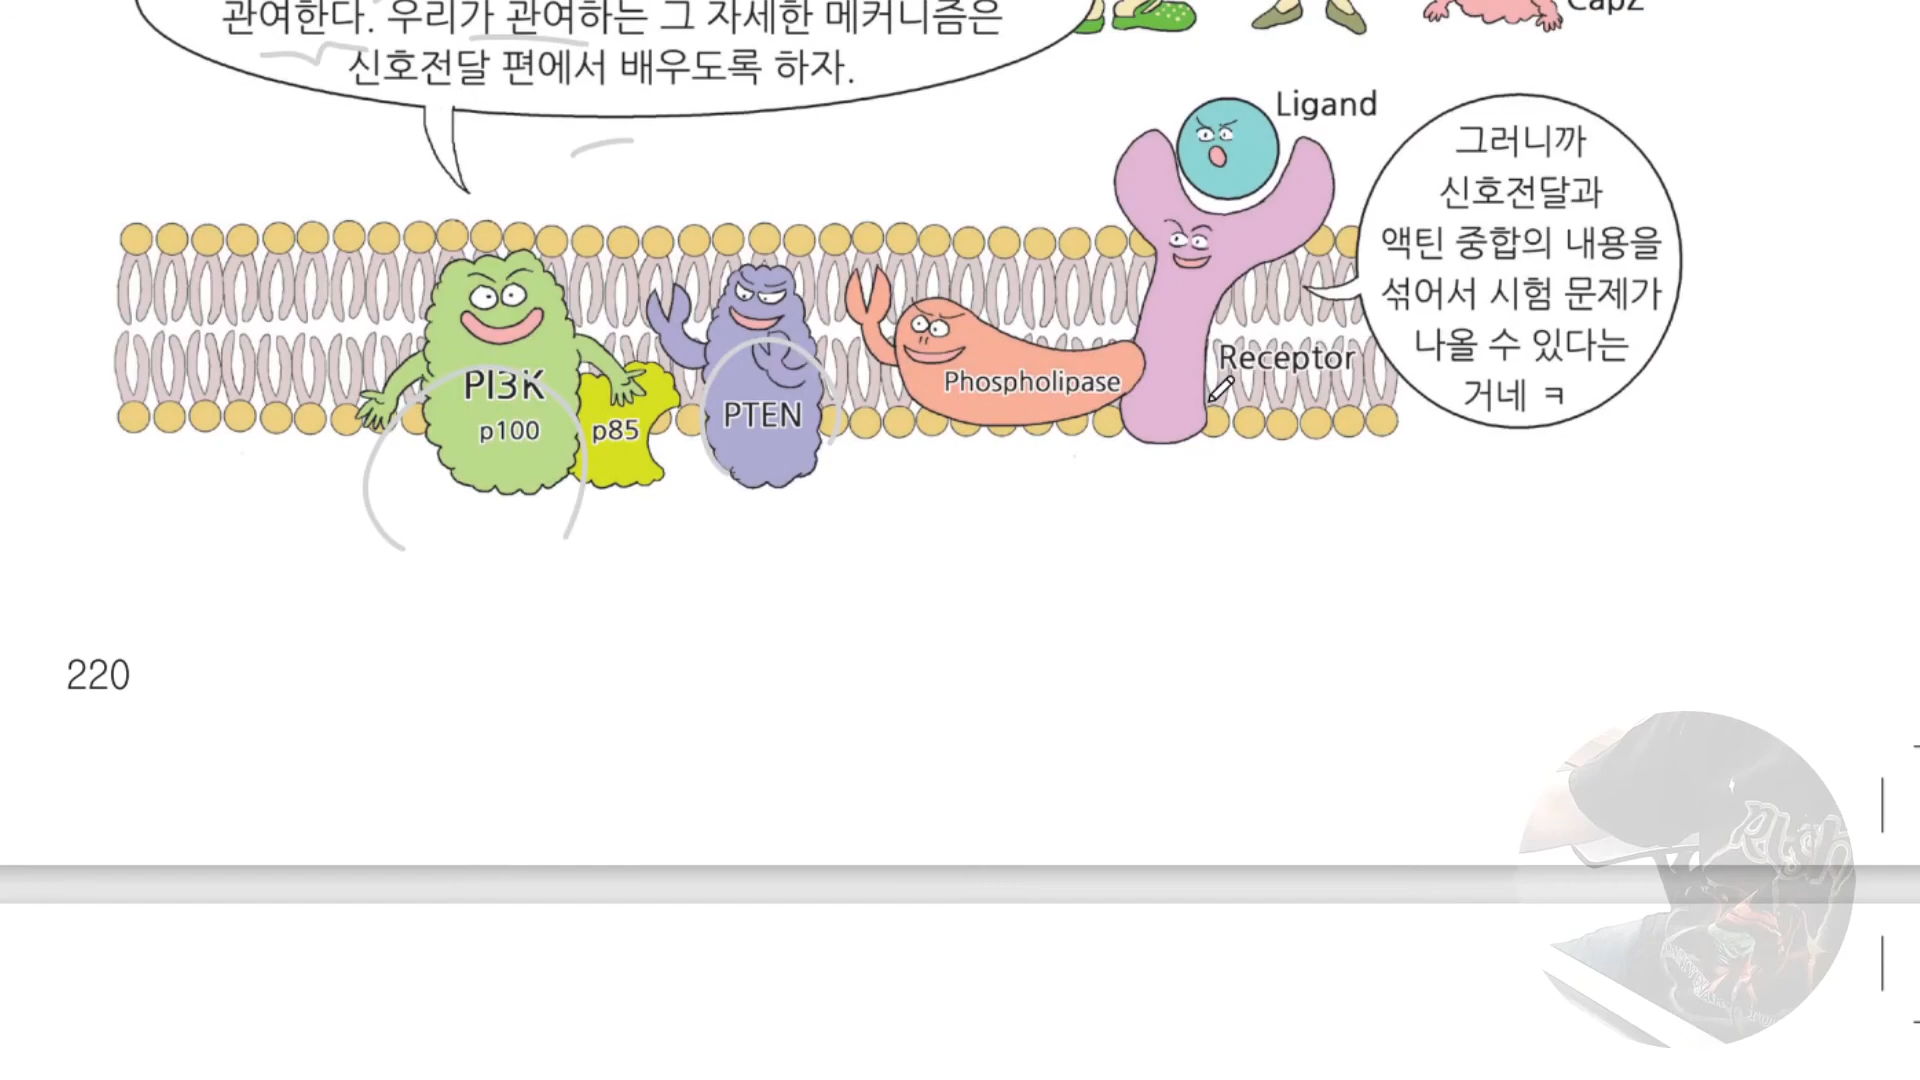 관여한다. 우리가 관여하는 그 자세한 메커니즘은
신호전달 편에서 배우도록 하자.
CapZ
Ligand
그러니까
신호전달과
액틴 중합의 내용을
섞어서 시험 문제가
나올 수 있다는
거네 ㅋ
Receptor
PI3K
p100
p85
PTEN
Phospholipase
220